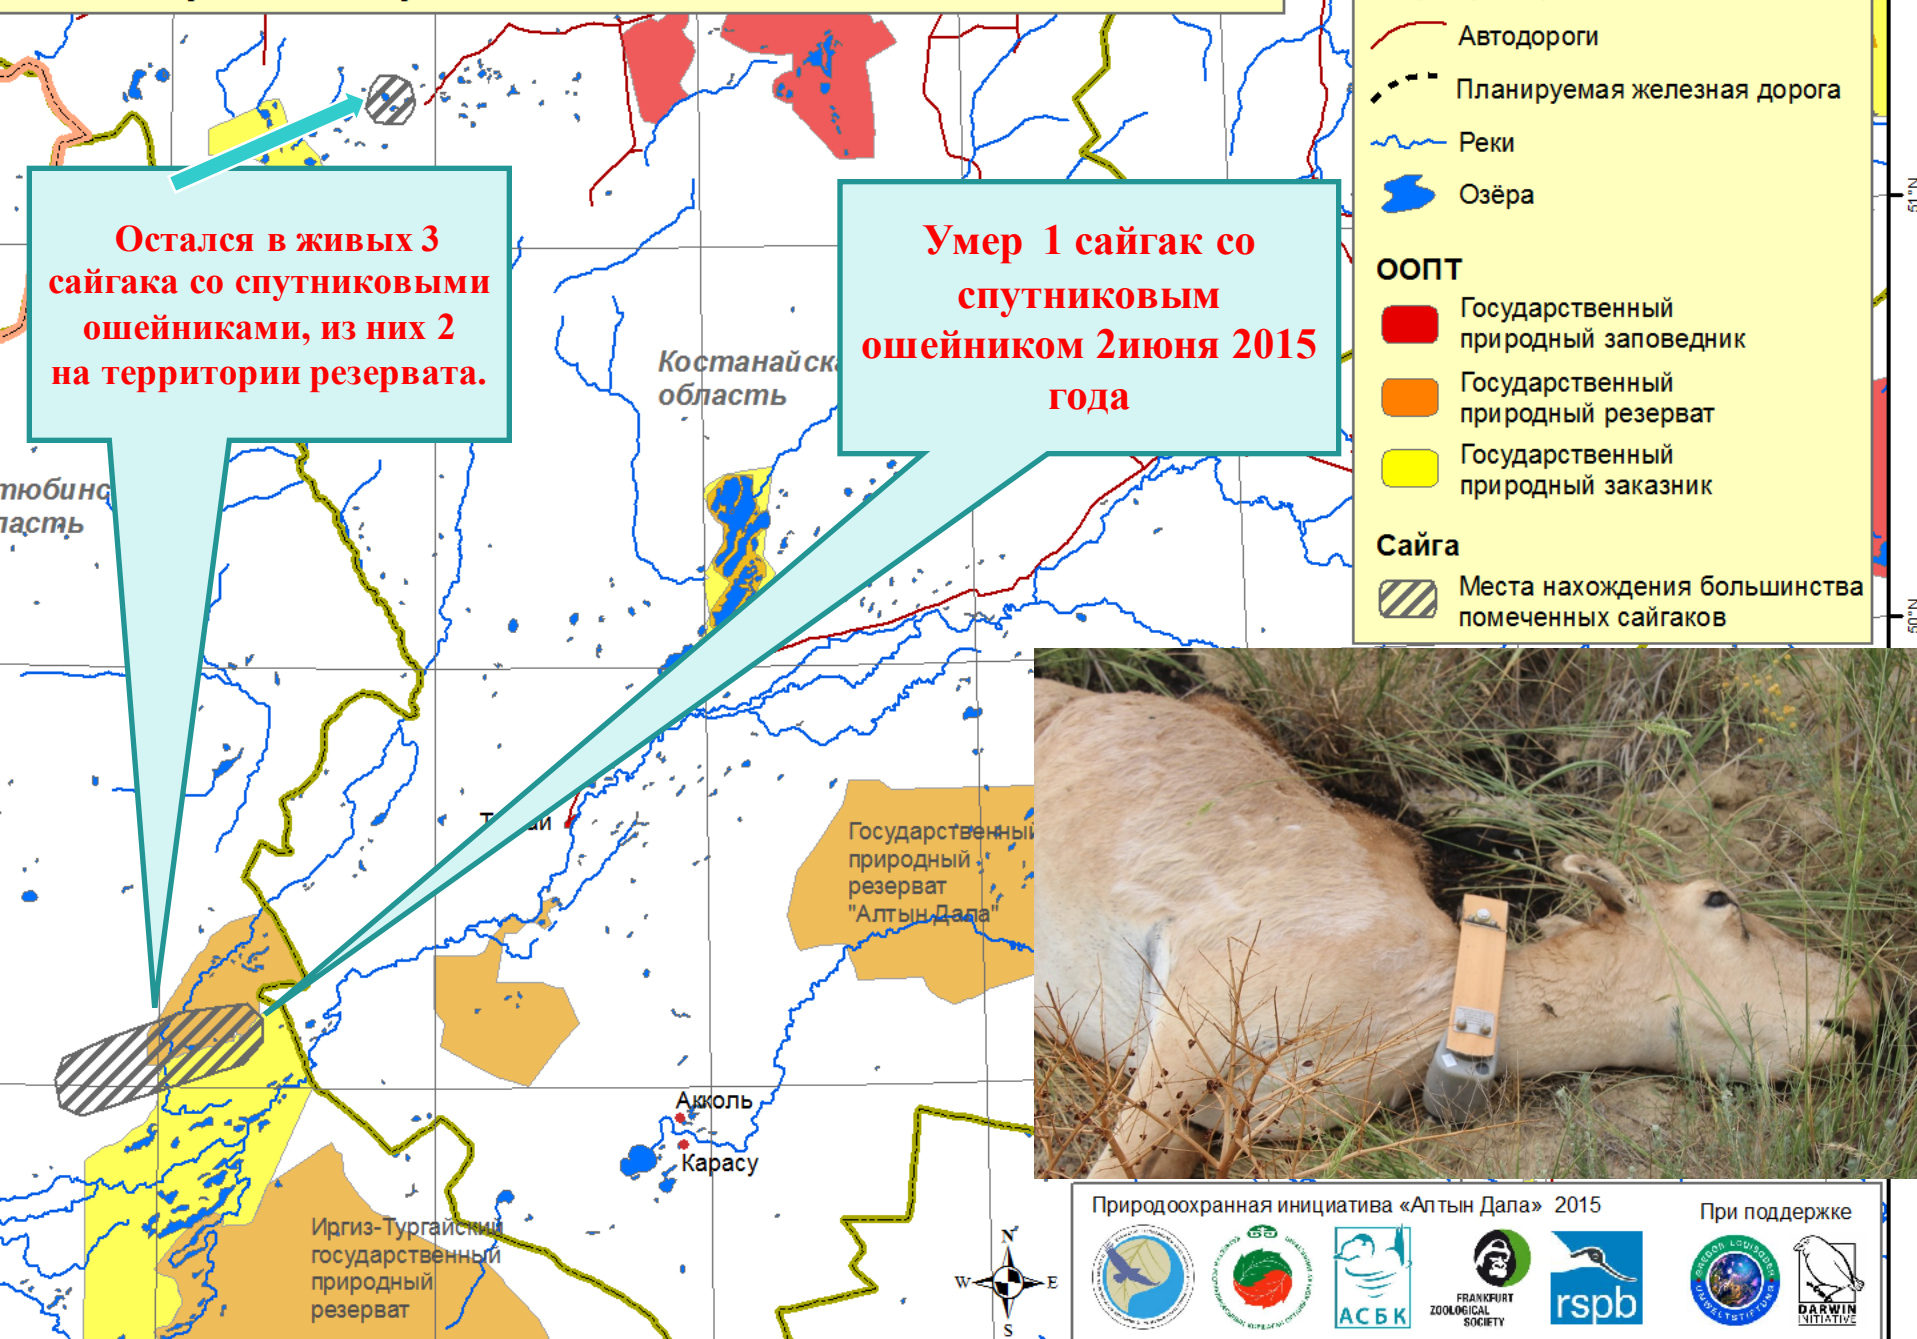 Автодороги
Планируемая железная дорога
Реки
Озёра
ООПТ
Государственный
природный заповедник
Государственный
природный резерват
Государственный
природный заказник
Сайга
Места нахождения большинства
помеченных сайгаков
51°N
50°N
Остался в живых 3
сайгака со спутниковыми
ошейниками, из них 2
на территории резервата.
Умер 1 сайгак со
спутниковым
ошейником 2июня 2015
года
Костанайска
область
тюбинс
ласть
Государственный
природный
резерват
"Алтын Дала"
Акколь
Карасу
Иргиз-Тургайский
государственный
природный
резерват
N
W E
S
Природоохранная инициатива «Алтын Дала» 2015
При поддержке
АСБК
FRANKFURT
ZOOLOGICAL
SOCIETY
rspb
UMWELTSTIFTUNG
DARWIN
INITIATIVE